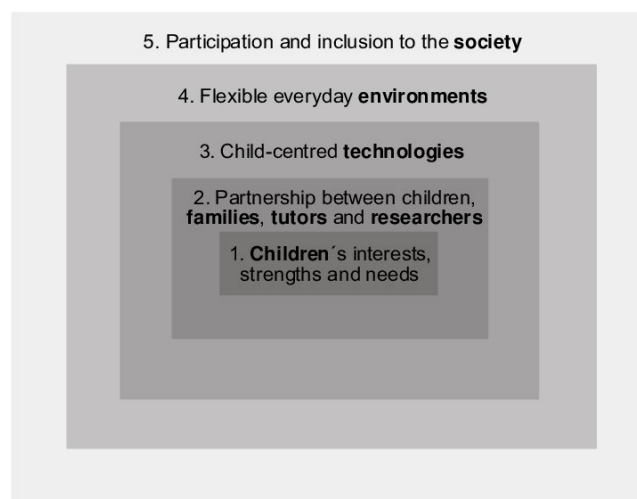 5. Participation and inclusion to the society
4. Flexible everyday environments
3. Child-centred technologies
2. Partnership between children,
families, tutors and researchers
1. Children´s interests,
strengths and needs